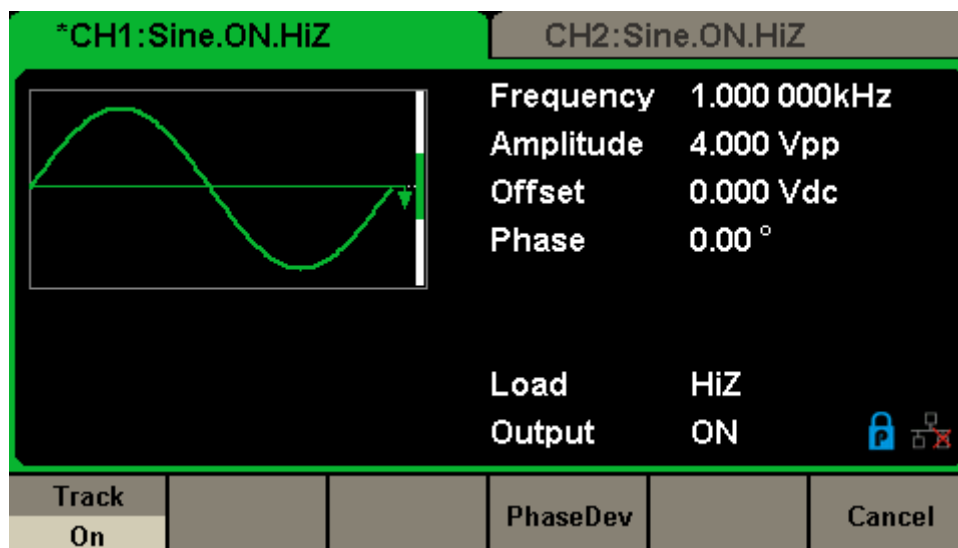 *CH1:Sine.ON.HiZ CH2:Sine.ON.HiZ
Frequency 1.000 000kHz
Amplitude 4.000 Vpp
Offset 0.000 Vdc
Phase 0.00 °
Load HiZ
Output ON
Track
On
PhaseDev
Cancel